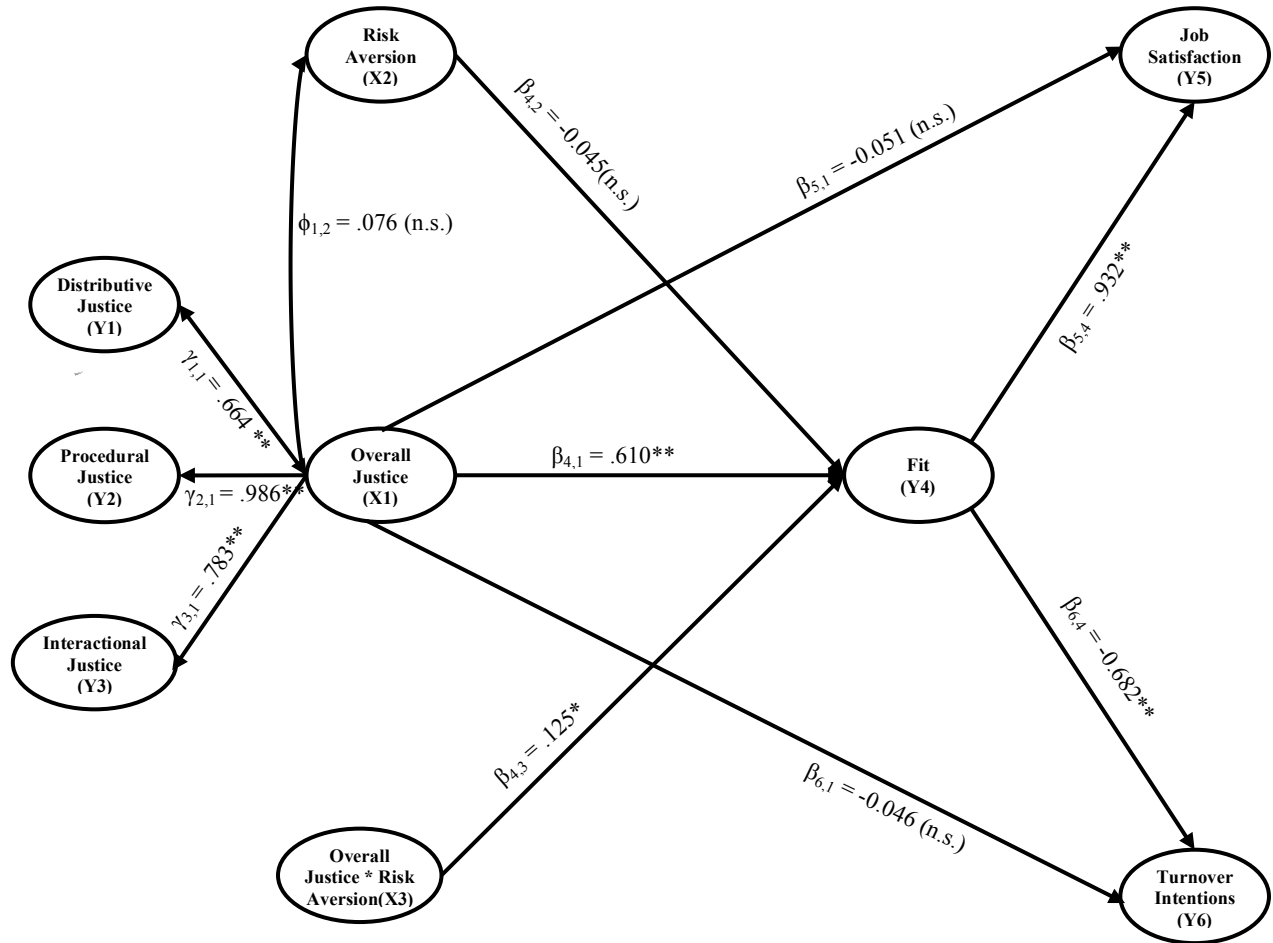 Risk
Aversion
(X2)
Job
Satisfaction
(Y5)
β4,2 = -0.045(n.s.)
β5,1 = -0.051 (n.s.)
ϕ1,2 = .076 (n.s.)
Distributive
Justice
(Y1)
β5,4 = .932**
γ1,1 = .664 **
Procedural
Justice
(Y2)
γ2,1 = .986**
Overall
Justice
(X1)
β4,1 = .610**
Fit
(Y4)
γ3,1 = .783**
Interactional
Justice
(Y3)
β6,4 = -0.682**
β4,3 = .125*
β6,1 = -0.046 (n.s.)
Overall
Justice * Risk
Aversion(X3)
Turnover
Intentions
(Y6)